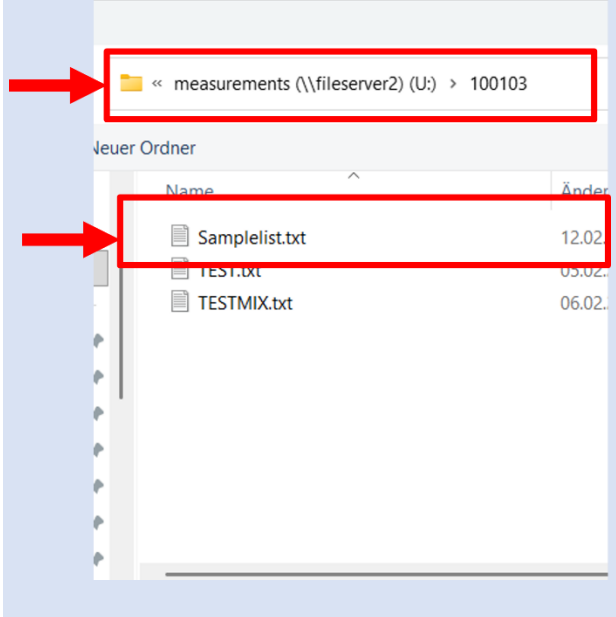 « measurements (\\fileserver2) (U:) > 100103
Neuer Ordner
Name
Samplelist.txt 12.02.
TEST.txt 05.02.
TESTMIX.txt 06.02.